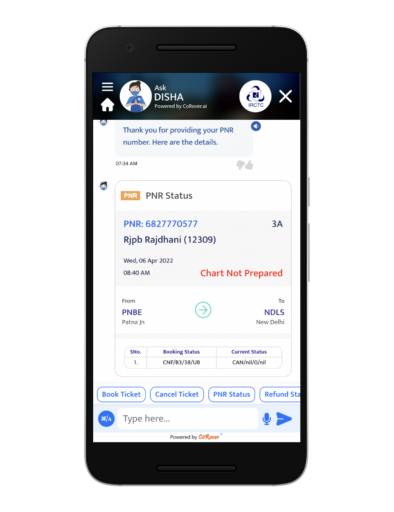 Ask
DISHA
Powered by CoRover.ai
IRCTC
Thank you for providing your PNR
number. Here are the details.
07:34 AM
PNR PNR Status
PNR: 6827770577 3A
Rjpb Rajdhani (12309)
Wed, 06 Apr 2022
08:40 AM Chart Not Prepared
From To
PNBE NDLS
Patna Jn New Delhi
SNo. Booking Status Current Status
1. CNF/B3/38/UB CAN/nil/0/nil
Book Ticket Cancel Ticket PNR Status Refund Sta
Type here...
Powered by CoRover